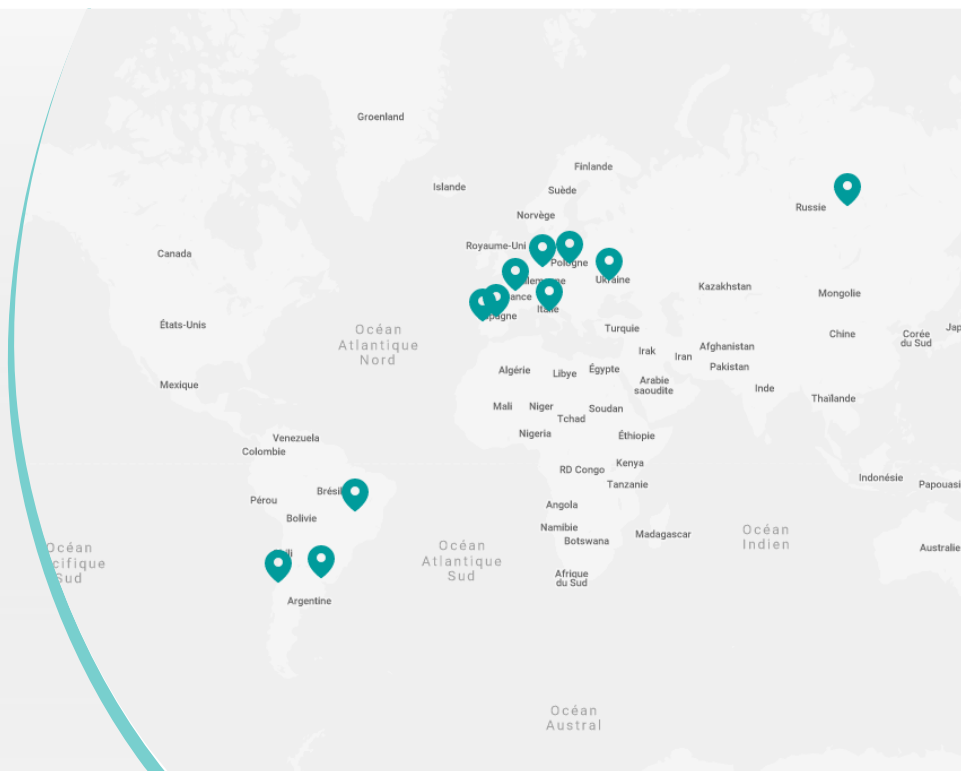 Groenland
Finlande
Islande
Suède
Russie
Norvège
Royaume-Uni
Canada
Pologne
Ukraine
Kazakhstan
Mongolie
Italie
États-Unis
Océan
Atlantique
Nord
Turquie
Chine
Corée
du Sud
Afghanistan
Irak
Iran
Pakistan
Algérie
Libye
Égypte
Arabie
saoudite
Inde
Mexique
Thaïlande
Mali
Niger
Soudan
Tchad
Nigeria
Éthiopie
Venezuela
Colombie
Kenya
RD Congo
Tanzanie
Indonésie
Pérou
Angola
Bolivie
Namibie
Botswana
Madagascar
Océan
Indien
Océan
Atlantique
Sud
Australie
Afrique
du Sud
Argentine
Océan
Austral